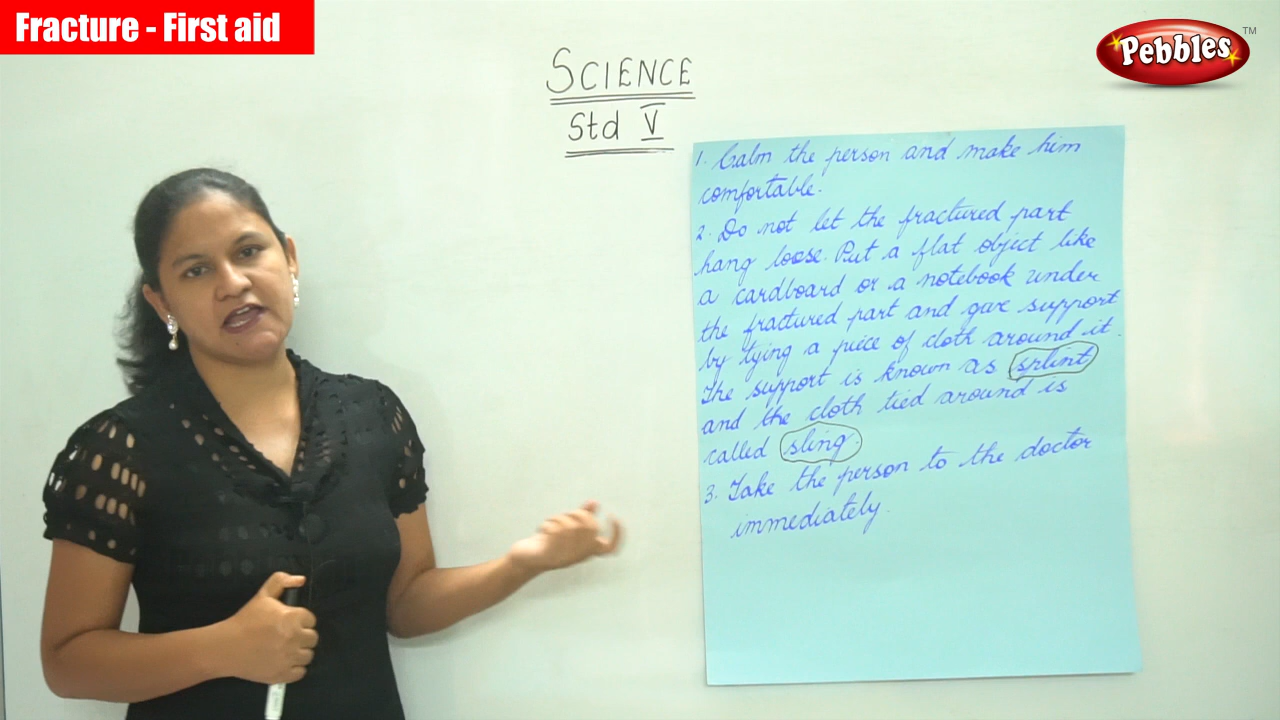 Fracture - First aid
Pebbles
TM
SCIENCE
Std V
1. Calm the person and make him
comfortable.
2. Do not let the fractured part
hang loose. Put a flat object like
a cardboard or a notebook under
the fractured part and give support
by tying a piece of cloth around it.
The support is known as splint
and the cloth tied around is
called sling.
3. Take the person to the doctor
immediately.